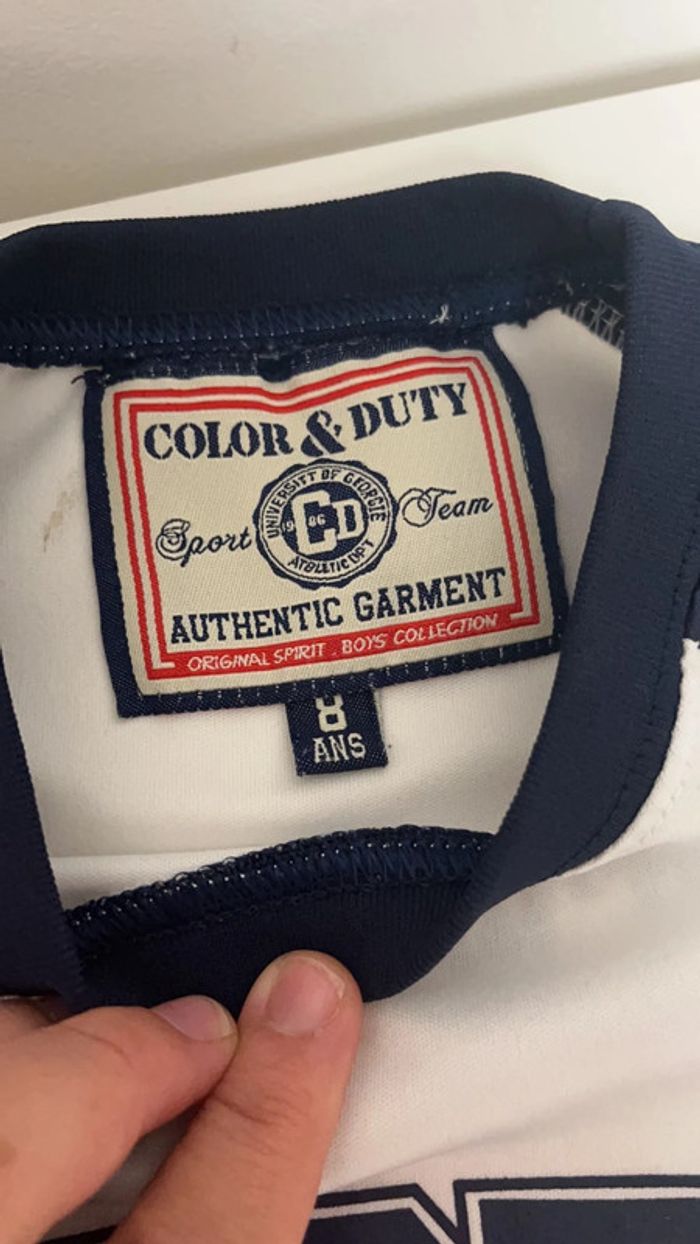 COLOR & DUTY
UNIVERSITY OF GEORGIE
Sport
19 86
CD
Team
ATHLETIC DPT
AUTHENTIC GARMENT
ORIGINAL SPIRIT . BOYS' COLLECTION
8
ANS